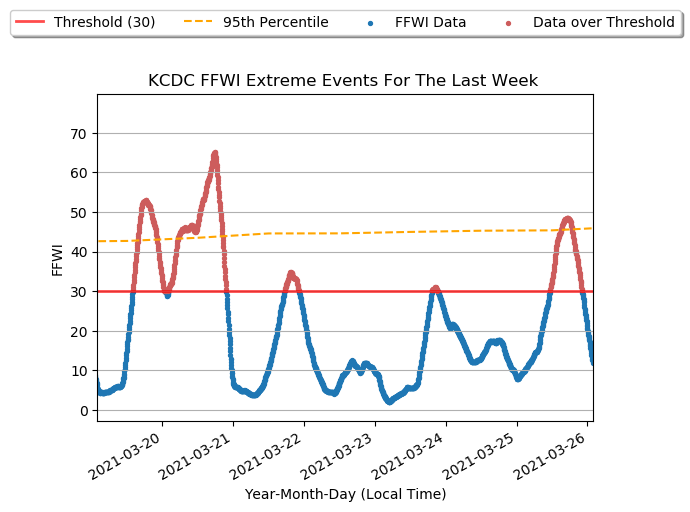 Threshold (30) 95th Percentile FFWI Data Data over Threshold
KCDC FFWI Extreme Events For The Last Week
FFWI
70
60
50
40
30
20
10
0
2021-03-20 2021-03-21 2021-03-22 2021-03-23 2021-03-24 2021-03-25 2021-03-26
Year-Month-Day (Local Time)